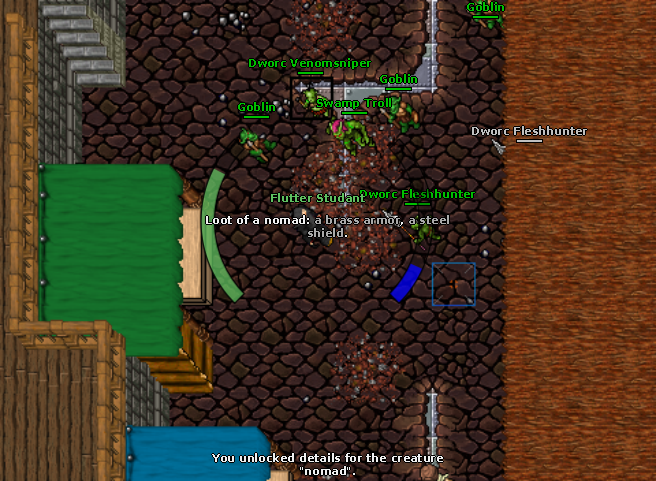 Goblin
Dworc Venomsniper
Goblin
Goblin
Swamp Troll
Dworc Fleshhunter
Flutter Studant
Dworc Fleshhunter
Loot of a nomad: a brass armor, a steel
shield.
You unlocked details for the creature
"nomad".